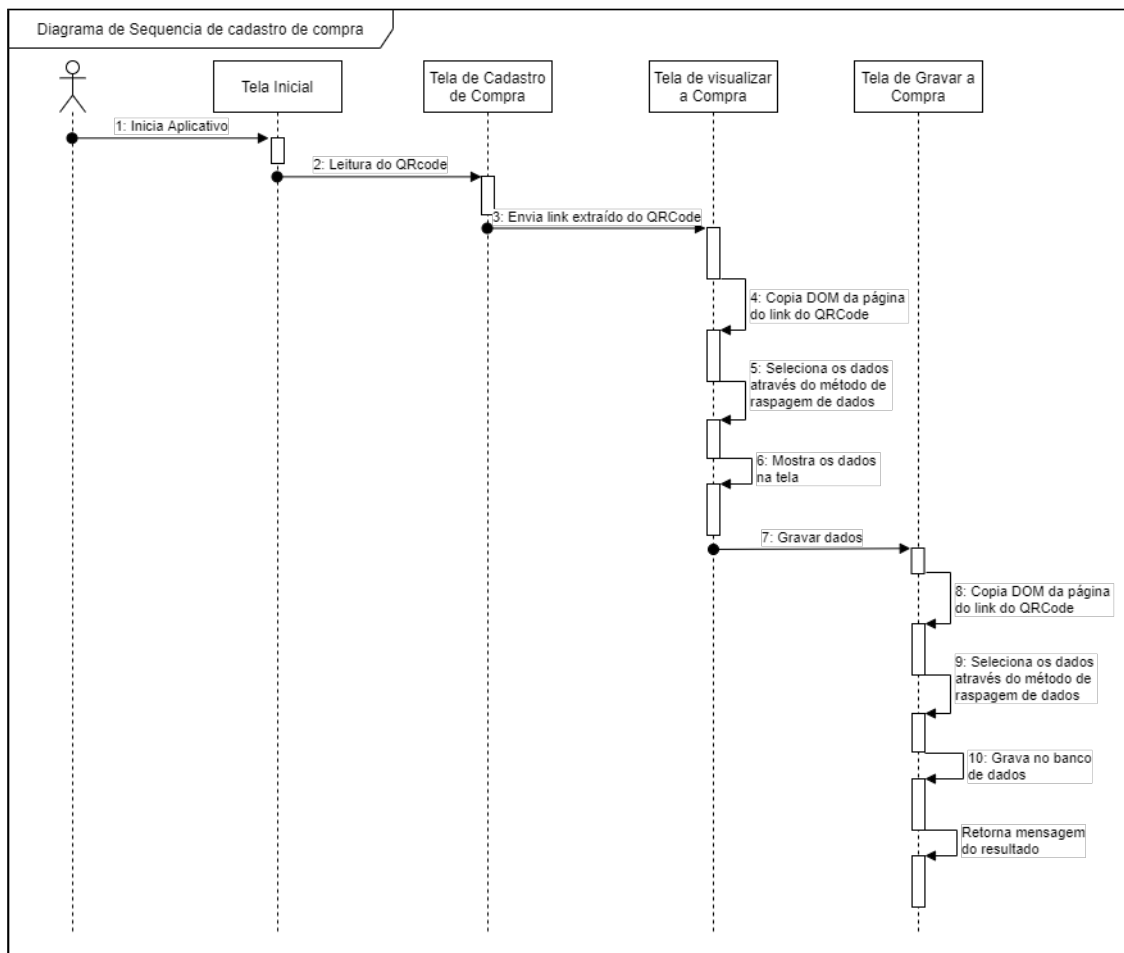 Diagrama de Sequencia de cadastro de compra
Tela Inicial
Tela de Cadastro
de Compra
Tela de visualizar
a Compra
Tela de Gravar a
Compra
1: Inicia Aplicativo
2: Leitura do QRcode
3: Envia link extraído do QRCode
4: Copia DOM da página
do link do QRCode
5: Seleciona os dados
através do método de
raspagem de dados
6: Mostra os dados
na tela
7: Gravar dados
8: Copia DOM da página
do link do QRCode
9: Seleciona os dados
através do método de
raspagem de dados
10: Grava no banco
de dados
Retorna mensagem
do resultado